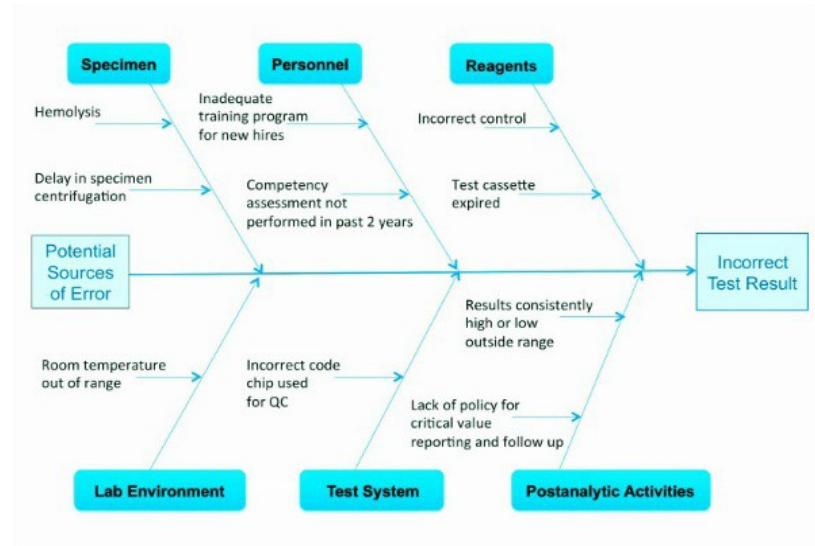 Specimen
Personnel
Reagents
Hemolysis
Inadequate
training program
for new hires
Incorrect control
Delay in specimen
centrifugation
Competency
assessment not
performed in past 2 years
Test cassette
expired
Potential
Sources
of Error
Incorrect
Test Result
Room temperature
out of range
Incorrect code
chip used
for QC
Results consistently
high or low
outside range
Lack of policy for
critical value
reporting and follow up
Lab Environment
Test System
Postanalytic Activities